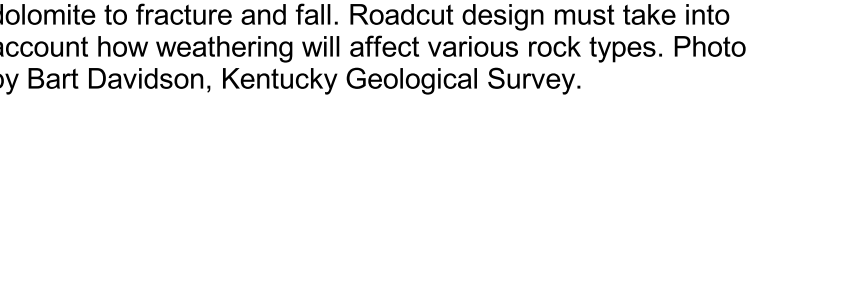 dolomite to fracture and fall. Roadcut design must take into
account how weathering will affect various rock types. Photo
by Bart Davidson, Kentucky Geological Survey.